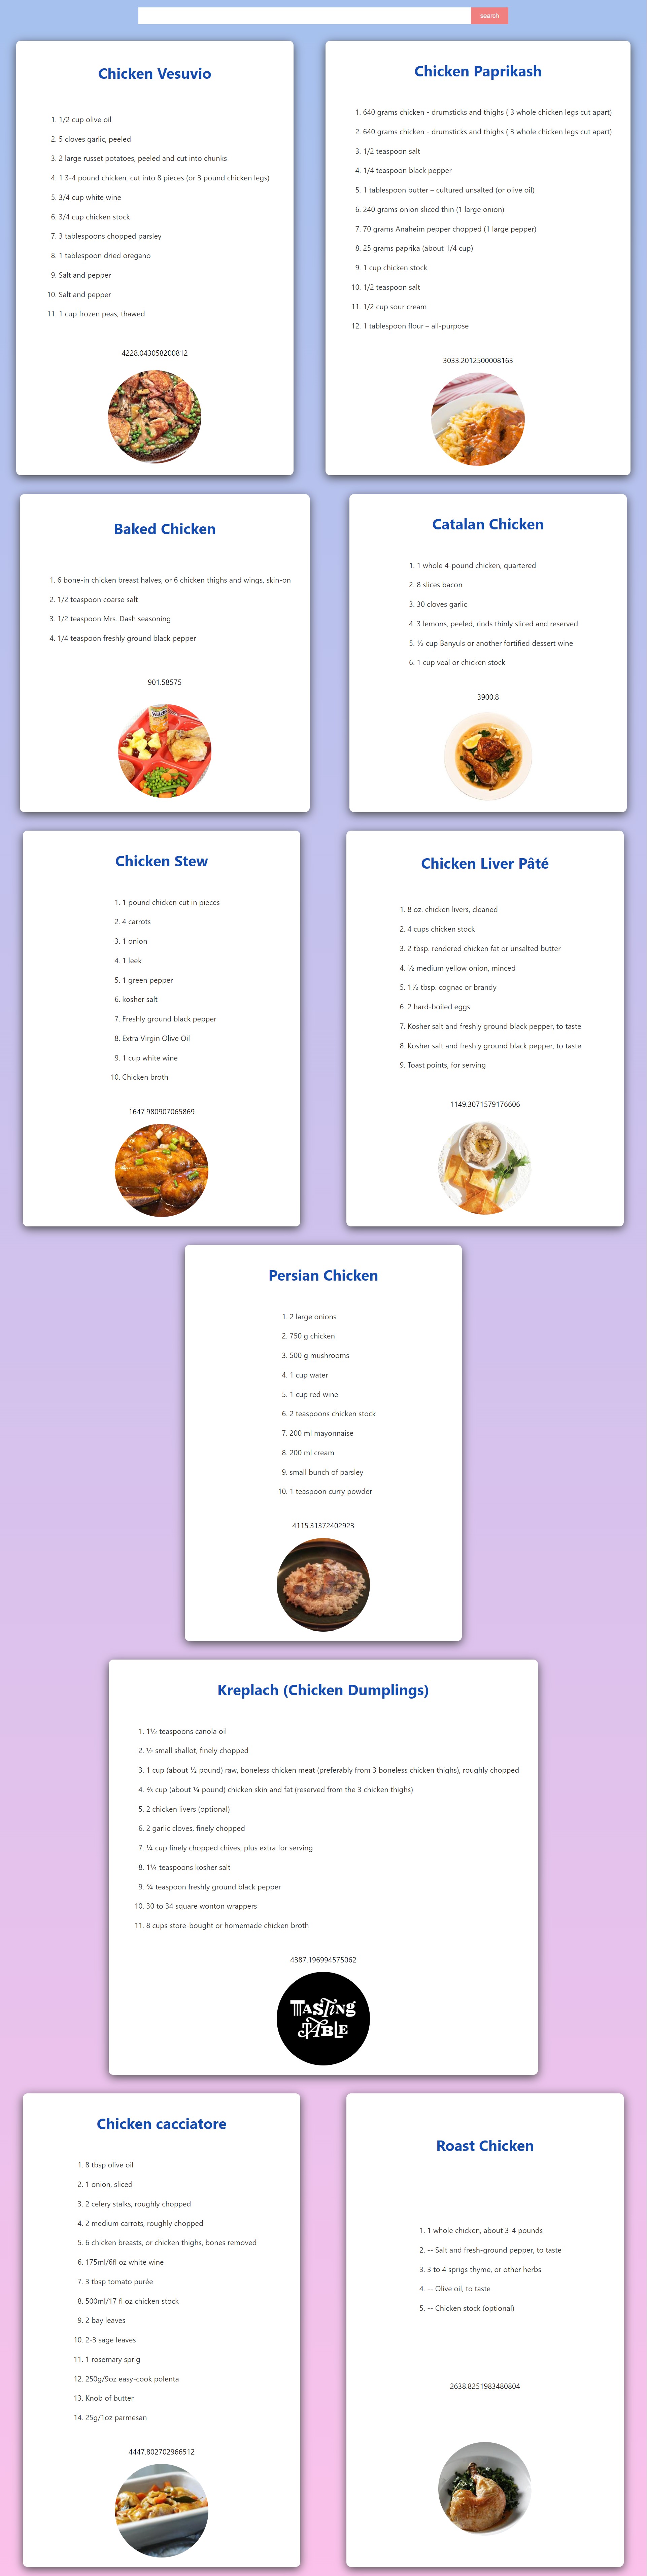 search
Chicken Vesuvio
1. 1/2 cup olive oil
2. 5 cloves garlic, peeled
3. 2 large russet potatoes, peeled and cut into chunks
4. 1 3-4 pound chicken, cut into 8 pieces (or 3 pound chicken legs)
5. 3/4 cup white wine
6. 3/4 cup chicken stock
7. 3 tablespoons chopped parsley
8. 1 tablespoon dried oregano
9. Salt and pepper
10. Salt and pepper
11. 1 cup frozen peas, thawed
4228.043058200812
Chicken Paprikash
1. 640 grams chicken - drumsticks and thighs ( 3 whole chicken legs cut apart)
2. 640 grams chicken - drumsticks and thighs ( 3 whole chicken legs cut apart)
3. 1/2 teaspoon salt
4. 1/4 teaspoon black pepper
5. 1 tablespoon butter – cultured unsalted (or olive oil)
6. 240 grams onion sliced thin (1 large onion)
7. 70 grams Anaheim pepper chopped (1 large pepper)
8. 25 grams paprika (about 1/4 cup)
9. 1 cup chicken stock
10. 1/2 teaspoon salt
11. 1/2 cup sour cream
12. 1 tablespoon flour – all-purpose
3033.2012500008163
Baked Chicken
1. 6 bone-in chicken breast halves, or 6 chicken thighs and wings, skin-on
2. 1/2 teaspoon coarse salt
3. 1/2 teaspoon Mrs. Dash seasoning
4. 1/4 teaspoon freshly ground black pepper
901.58575
Catalan Chicken
1. 1 whole 4-pound chicken, quartered
2. 8 slices bacon
3. 30 cloves garlic
4. 3 lemons, peeled, rinds thinly sliced and reserved
5. ½ cup Banyuls or another fortified dessert wine
6. 1 cup veal or chicken stock
3900.8
Chicken Stew
1. 1 pound chicken cut in pieces
2. 4 carrots
3. 1 onion
4. 1 leek
5. 1 green pepper
6. kosher salt
7. Freshly ground black pepper
8. Extra Virgin Olive Oil
9. 1 cup white wine
10. Chicken broth
1647.980907065869
Chicken Liver Pâté
1. 8 oz. chicken livers, cleaned
2. 4 cups chicken stock
3. 2 tbsp. rendered chicken fat or unsalted butter
4. ½ medium yellow onion, minced
5. 1½ tbsp. cognac or brandy
6. 2 hard-boiled eggs
7. Kosher salt and freshly ground black pepper, to taste
8. Kosher salt and freshly ground black pepper, to taste
9. Toast points, for serving
1149.3071579176606
Persian Chicken
1. 2 large onions
2. 750 g chicken
3. 500 g mushrooms
4. 1 cup water
5. 1 cup red wine
6. 2 teaspoons chicken stock
7. 200 ml mayonnaise
8. 200 ml cream
9. small bunch of parsley
10. 1 teaspoon curry powder
4115.31372402923
Kreplach (Chicken Dumplings)
1. 1½ teaspoons canola oil
2. ½ small shallot, finely chopped
3. 1 cup (about ½ pound) raw, boneless chicken meat (preferably from 3 boneless chicken thighs), roughly chopped
4. ⅔ cup (about ¼ pound) chicken skin and fat (reserved from the 3 chicken thighs)
5. 2 chicken livers (optional)
6. 2 garlic cloves, finely chopped
7. ¼ cup finely chopped chives, plus extra for serving
8. 1¼ teaspoons kosher salt
9. ¾ teaspoon freshly ground black pepper
10. 30 to 34 square wonton wrappers
11. 8 cups store-bought or homemade chicken broth
4387.196994575062
TASTING
TABLE
Chicken cacciatore
1. 8 tbsp olive oil
2. 1 onion, sliced
3. 2 celery stalks, roughly chopped
4. 2 medium carrots, roughly chopped
5. 6 chicken breasts, or chicken thighs, bones removed
6. 175ml/6fl oz white wine
7. 3 tbsp tomato purée
8. 500ml/17 fl oz chicken stock
9. 2 bay leaves
10. 2-3 sage leaves
11. 1 rosemary sprig
12. 250g/9oz easy-cook polenta
13. Knob of butter
14. 25g/1oz parmesan
4447.802702966512
Roast Chicken
1. 1 whole chicken, about 3-4 pounds
2. -- Salt and fresh-ground pepper, to taste
3. 3 to 4 sprigs thyme, or other herbs
4. -- Olive oil, to taste
5. -- Chicken stock (optional)
2638.8251983480804